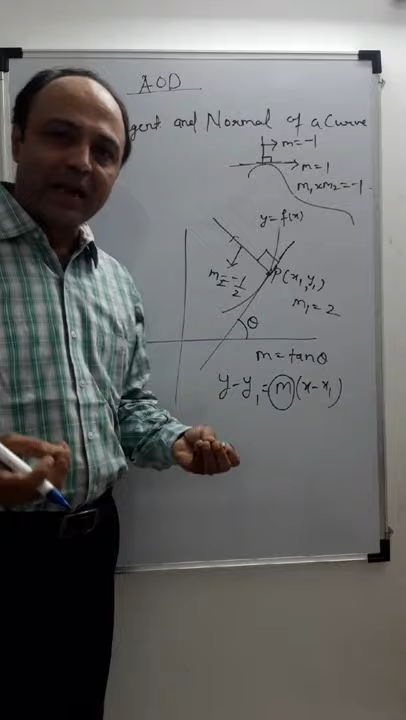 AOD
gent and Normal of a Curve
m=-1
m=1
m₁×m₂=-1
y=f(x)
P(x₁,y₁)
m₂=-1/2
m₁=2
θ
m=tanθ
y-y₁=m(x-x₁)